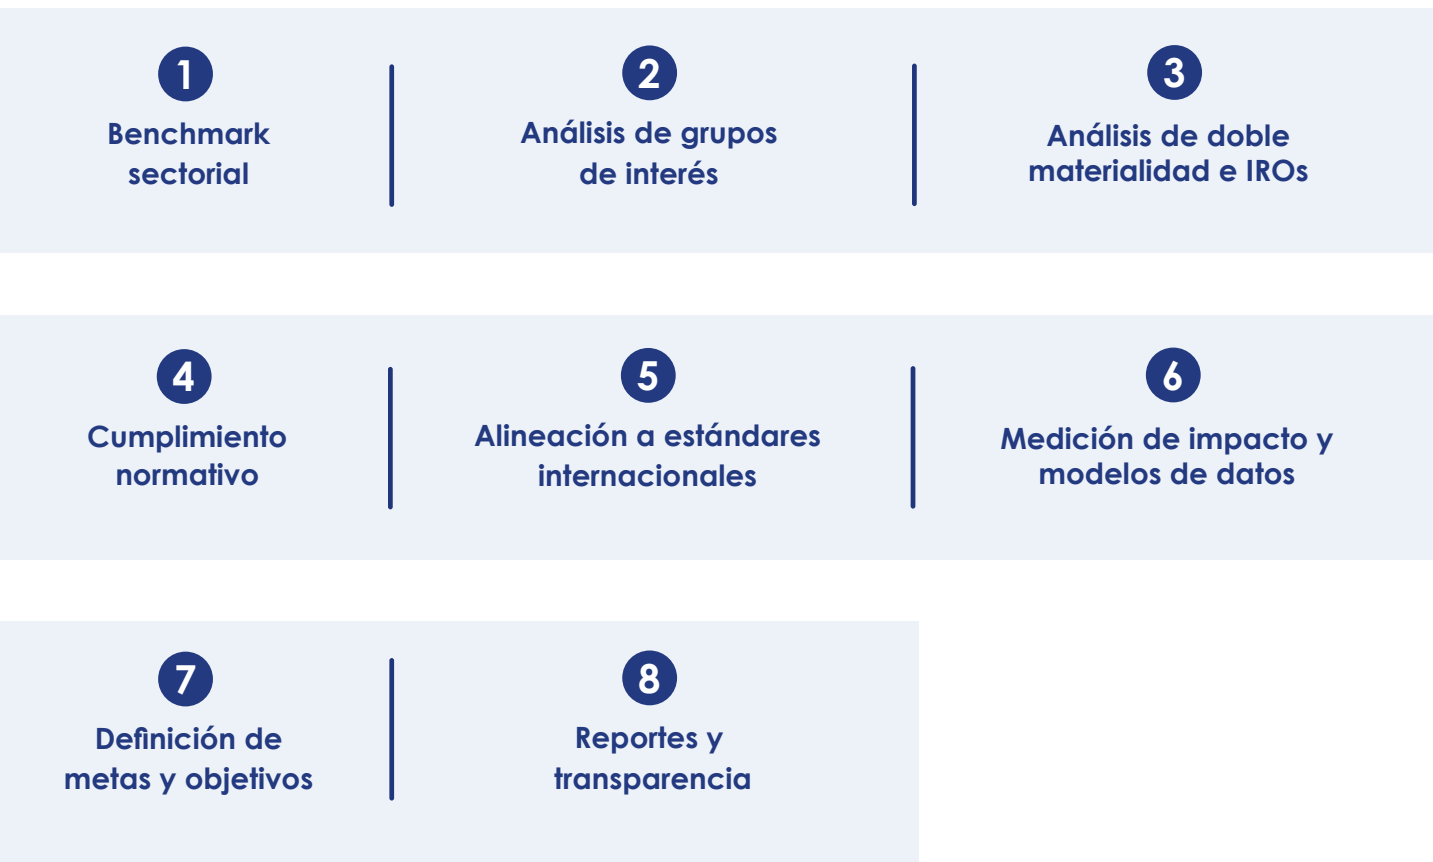 1
Benchmark
sectorial
2
Análisis de grupos
de interés
3
Análisis de doble
materialidad e IROs
4
Cumplimiento
normativo
5
Alineación a estándares
internacionales
6
Medición de impacto y
modelos de datos
7
Definición de
metas y objetivos
8
Reportes y
transparencia